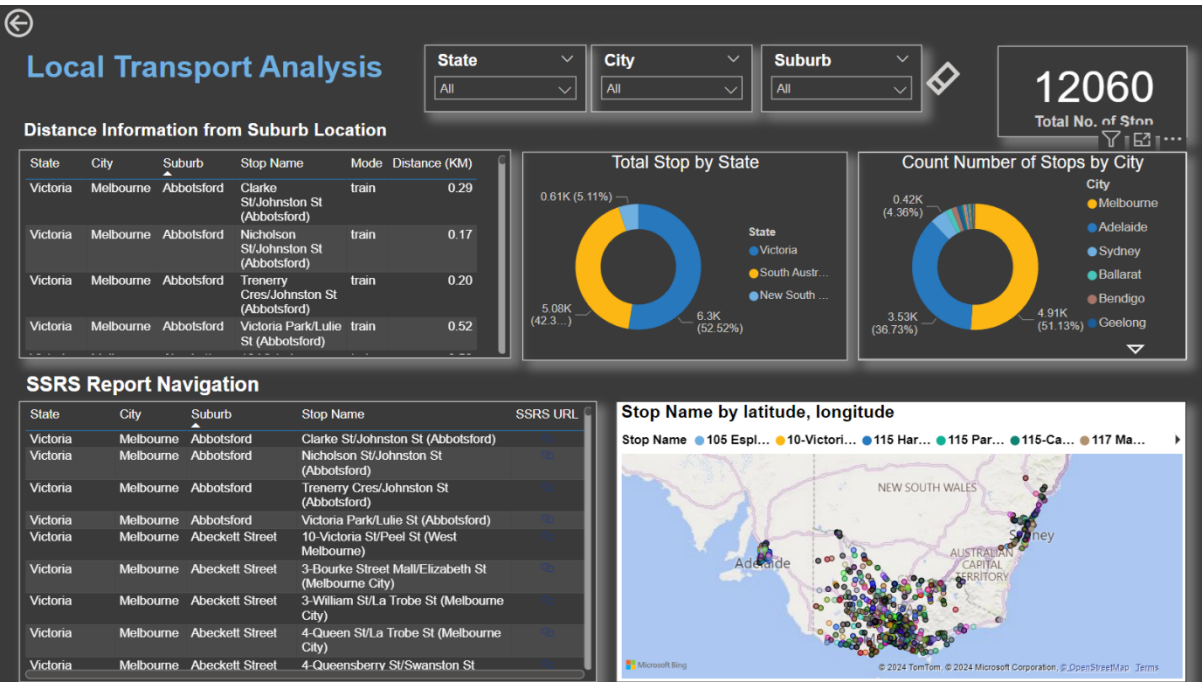 Local Transport Analysis
State
All
City
All
Suburb
All
12060
Total No. of Stop
Distance Information from Suburb Location
State City Suburb Stop Name Mode Distance (KM)
Victoria Melbourne Abbotsford Clarke St/Johnston St (Abbotsford) train 0.29
Victoria Melbourne Abbotsford Nicholson St/Johnston St (Abbotsford) train 0.17
Victoria Melbourne Abbotsford Trenerry Cres/Johnston St (Abbotsford) train 0.20
Victoria Melbourne Abbotsford Victoria Park/Lulie St (Abbotsford) train 0.52
Total Stop by State
0.61K (5.11%)
5.08K
(42.3...)
6.3K
(52.52%)
State
Victoria
South Austr...
New South ...
Count Number of Stops by City
0.42K
(4.36%)
3.53K
(36.73%)
4.91K
(51.13%)
City
Melbourne
Adelaide
Sydney
Ballarat
Bendigo
Geelong
SSRS Report Navigation
State City Suburb Stop Name SSRS URL
Victoria Melbourne Abbotsford Clarke St/Johnston St (Abbotsford)
Victoria Melbourne Abbotsford Nicholson St/Johnston St (Abbotsford)
Victoria Melbourne Abbotsford Trenerry Cres/Johnston St (Abbotsford)
Victoria Melbourne Abbotsford Victoria Park/Lulie St (Abbotsford)
Victoria Melbourne Abeckett Street 10-Victoria St/Peel St (West Melbourne)
Victoria Melbourne Abeckett Street 3-Bourke Street Mall/Elizabeth St (Melbourne City)
Victoria Melbourne Abeckett Street 3-William St/La Trobe St (Melbourne City)
Victoria Melbourne Abeckett Street 4-Queen St/La Trobe St (Melbourne City)
Victoria Melbourne Abeckett Street 4-Queensberry St/Swanston St
Stop Name by latitude, longitude
Stop Name 105 Espl... 10-Victori... 115 Har... 115 Par... 115-Ca... 117 Ma...
NEW SOUTH WALES
Adelaide
Sydney
AUSTRALIAN
CAPITAL
TERRITORY
Microsoft Bing
© 2024 TomTom, © 2024 Microsoft Corporation, © OpenStreetMap Terms